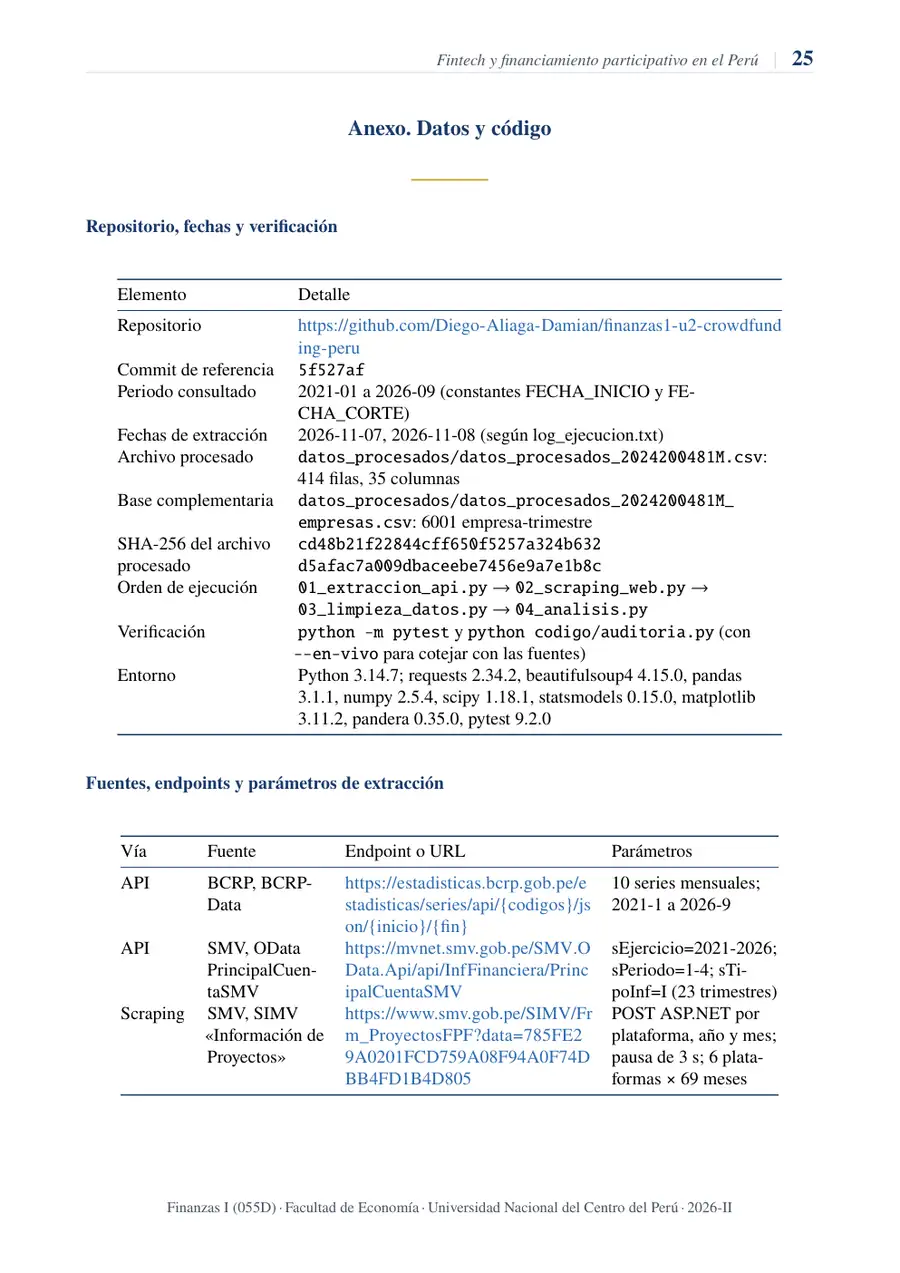 Fintech y financiamiento participativo en el Perú | 25
Anexo. Datos y código
Repositorio, fechas y verificación
Elemento Detalle
Repositorio https://github.com/Diego-Aliaga-Damian/finanzas1-u2-crowdfund
ing-peru
Commit de referencia 5f527af
Periodo consultado 2021-01 a 2026-09 (constantes FECHA_INICIO y FE-
CHA_CORTE)
Fechas de extracción 2026-11-07, 2026-11-08 (según log_ejecucion.txt)
Archivo procesado datos_procesados/datos_procesados_2024200481M.csv:
414 filas, 35 columnas
Base complementaria datos_procesados/datos_procesados_2024200481M_
empresas.csv: 6001 empresa-trimestre
SHA-256 del archivo cd48b21f22844cff650f5257a324b632
procesado d5afac7a009dbaceebe7456e9a7e1b8c
Orden de ejecución 01_extraccion_api.py → 02_scraping_web.py →
03_limpieza_datos.py → 04_analisis.py
Verificación python -m pytest y python codigo/auditoria.py (con
--en-vivo para cotejar con las fuentes)
Entorno Python 3.14.7; requests 2.34.2, beautifulsoup4 4.15.0, pandas
3.1.1, numpy 2.5.4, scipy 1.18.1, statsmodels 0.15.0, matplotlib
3.11.2, pandera 0.35.0, pytest 9.2.0
Fuentes, endpoints y parámetros de extracción
Vía Fuente Endpoint o URL Parámetros
API BCRP, BCRP- https://estadisticas.bcrp.gob.pe/e 10 series mensuales;
Data stadisticas/series/api/{codigos}/js 2021-1 a 2026-9
on/{inicio}/{fin}
API SMV, OData https://mvnet.smv.gob.pe/SMV.O sEjercicio=2021-2026;
PrincipalCuen- Data.Api/api/InfFinanciera/Princ sPeriodo=1-4; sTi-
taSMV ipalCuentaSMV poInf=I (23 trimestres)
Scraping SMV, SIMV https://www.smv.gob.pe/SIMV/Fr POST ASP.NET por
«Información de m_ProyectosFPF?data=785FE2 plataforma, año y mes;
Proyectos» 9A0201FCD759A08F94A0F74D pausa de 3 s; 6 plata-
BB4FD1B4D805 formas × 69 meses
Finanzas I (055D) · Facultad de Economía · Universidad Nacional del Centro del Perú · 2026-II